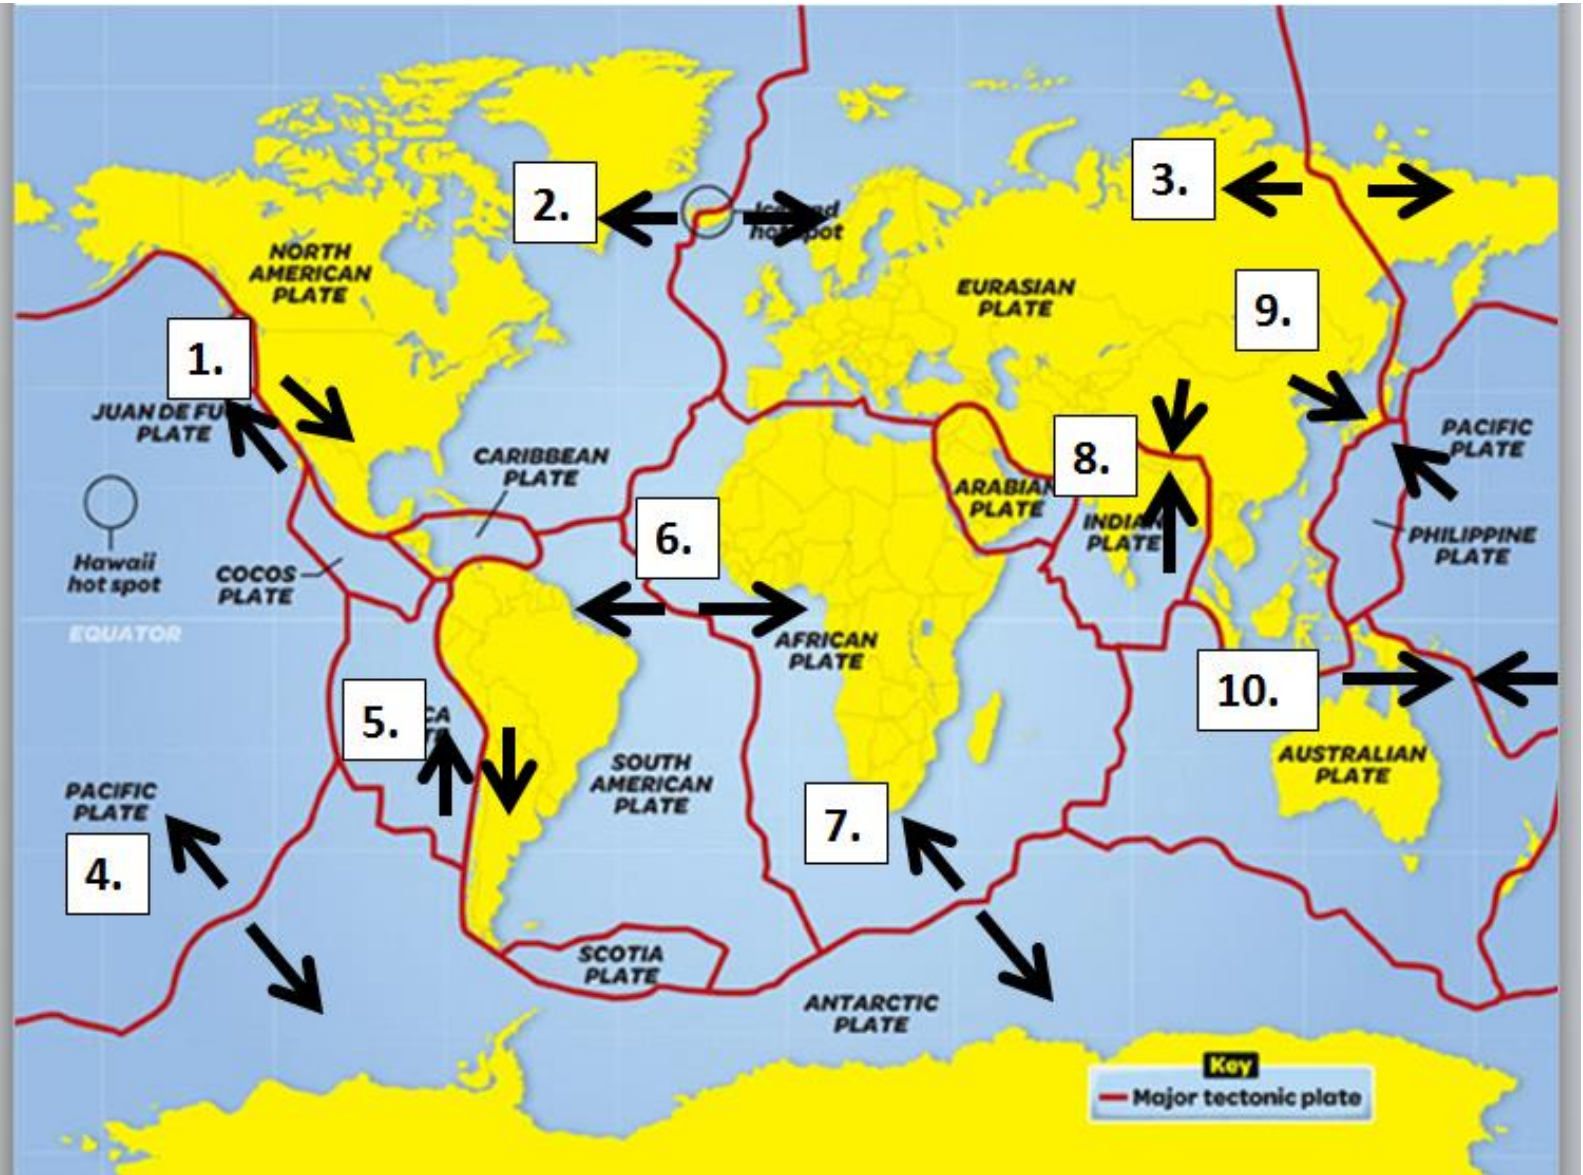 2.
3.
Iceland
hot spot
NORTH
AMERICAN
PLATE
EURASIAN
PLATE
9.
1.
JUAN DE FU
PLATE
CARIBBEAN
PLATE
8.
PACIFIC
PLATE
ARABIAN
PLATE
INDIAN
PLATE
Hawaii
hot spot
COCOS
PLATE
6.
PHILIPPINE
PLATE
EQUATOR
AFRICAN
PLATE
10.
5.
CA
SOUTH
AMERICAN
PLATE
AUSTRALIAN
PLATE
PACIFIC
PLATE
4.
7.
SCOTIA
PLATE
ANTARCTIC
PLATE
Key
Major tectonic plate